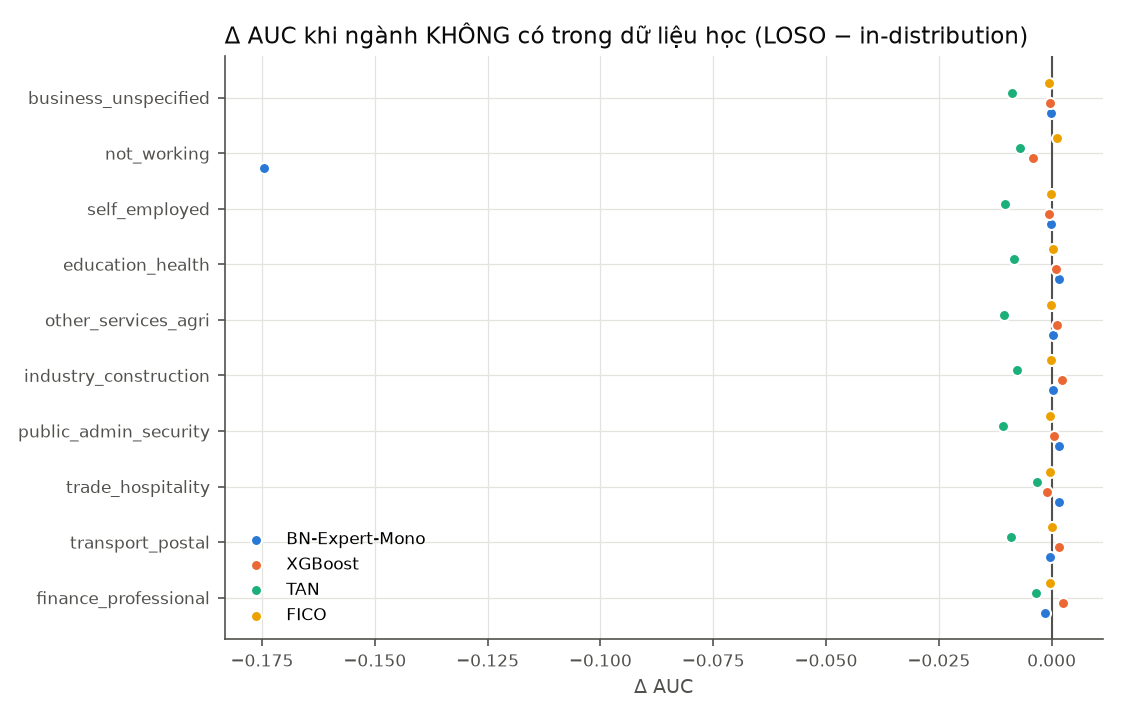 Δ AUC khi ngành KHÔNG có trong dữ liệu học (LOSO − in-distribution)
business_unspecified
not_working
self_employed
education_health
other_services_agri
industry_construction
public_admin_security
trade_hospitality
transport_postal
finance_professional
BN-Expert-Mono
XGBoost
TAN
FICO
−0.175 −0.150 −0.125 −0.100 −0.075 −0.050 −0.025 0.000
Δ AUC